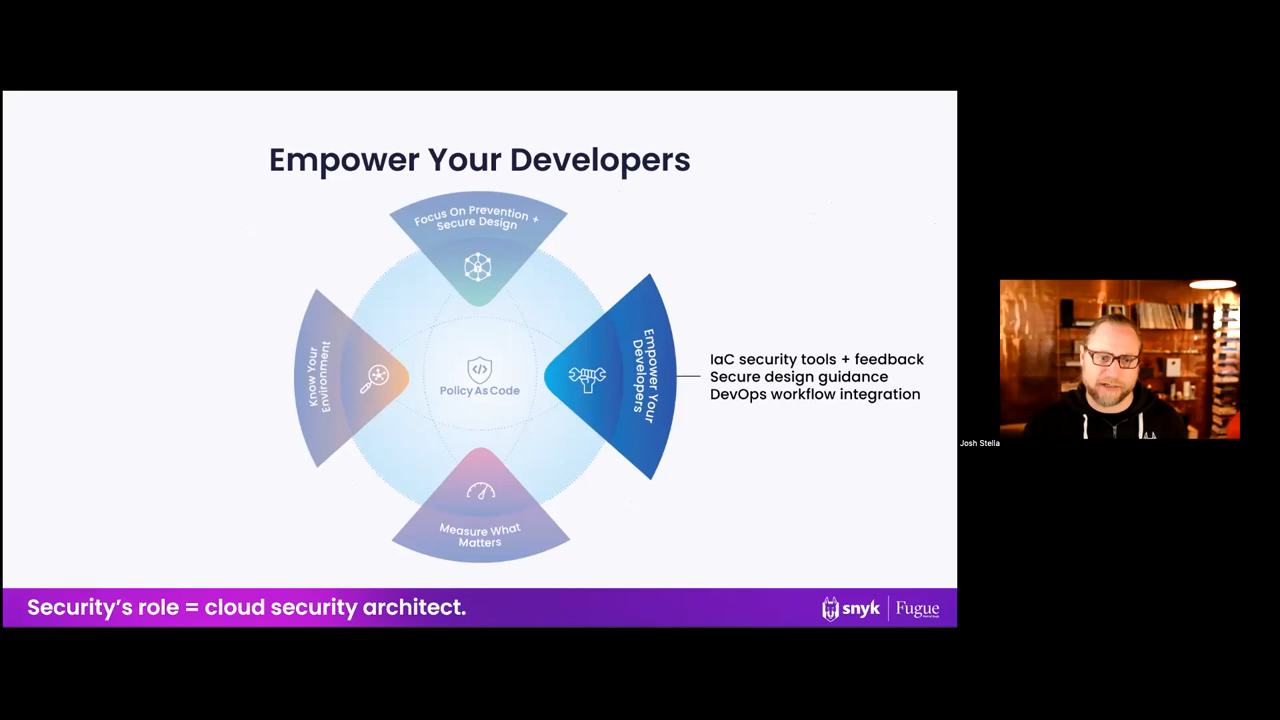 Empower Your Developers
Focus On Prevention +
Secure Design
Know Your
Environment
Policy As Code
Empower Your
Developers
IaC security tools + feedback
Secure design guidance
DevOps workflow integration
Measure What
Matters
Josh Stella
Security’s role = cloud security architect.
snyk
Fugue